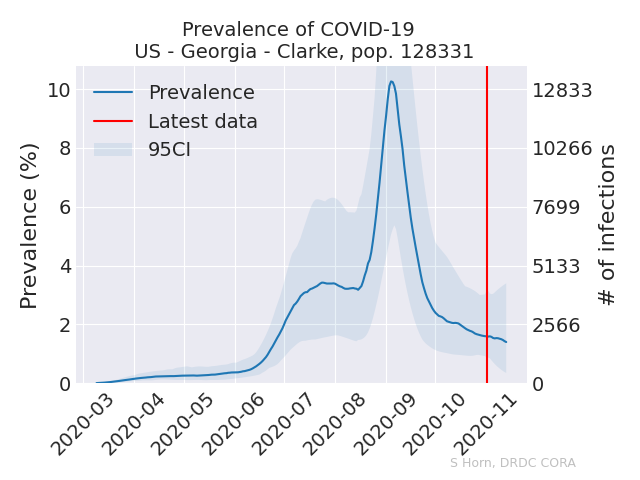 Prevalence of COVID-19
US - Georgia - Clarke, pop. 128331
Prevalence (%)
10
8
6
4
2
0
Prevalence
Latest data
95CI
12833
10266
7699
5133
2566
0
# of infections
2020-03
2020-04
2020-05
2020-06
2020-07
2020-08
2020-09
2020-10
2020-11
S Horn, DRDC CORA